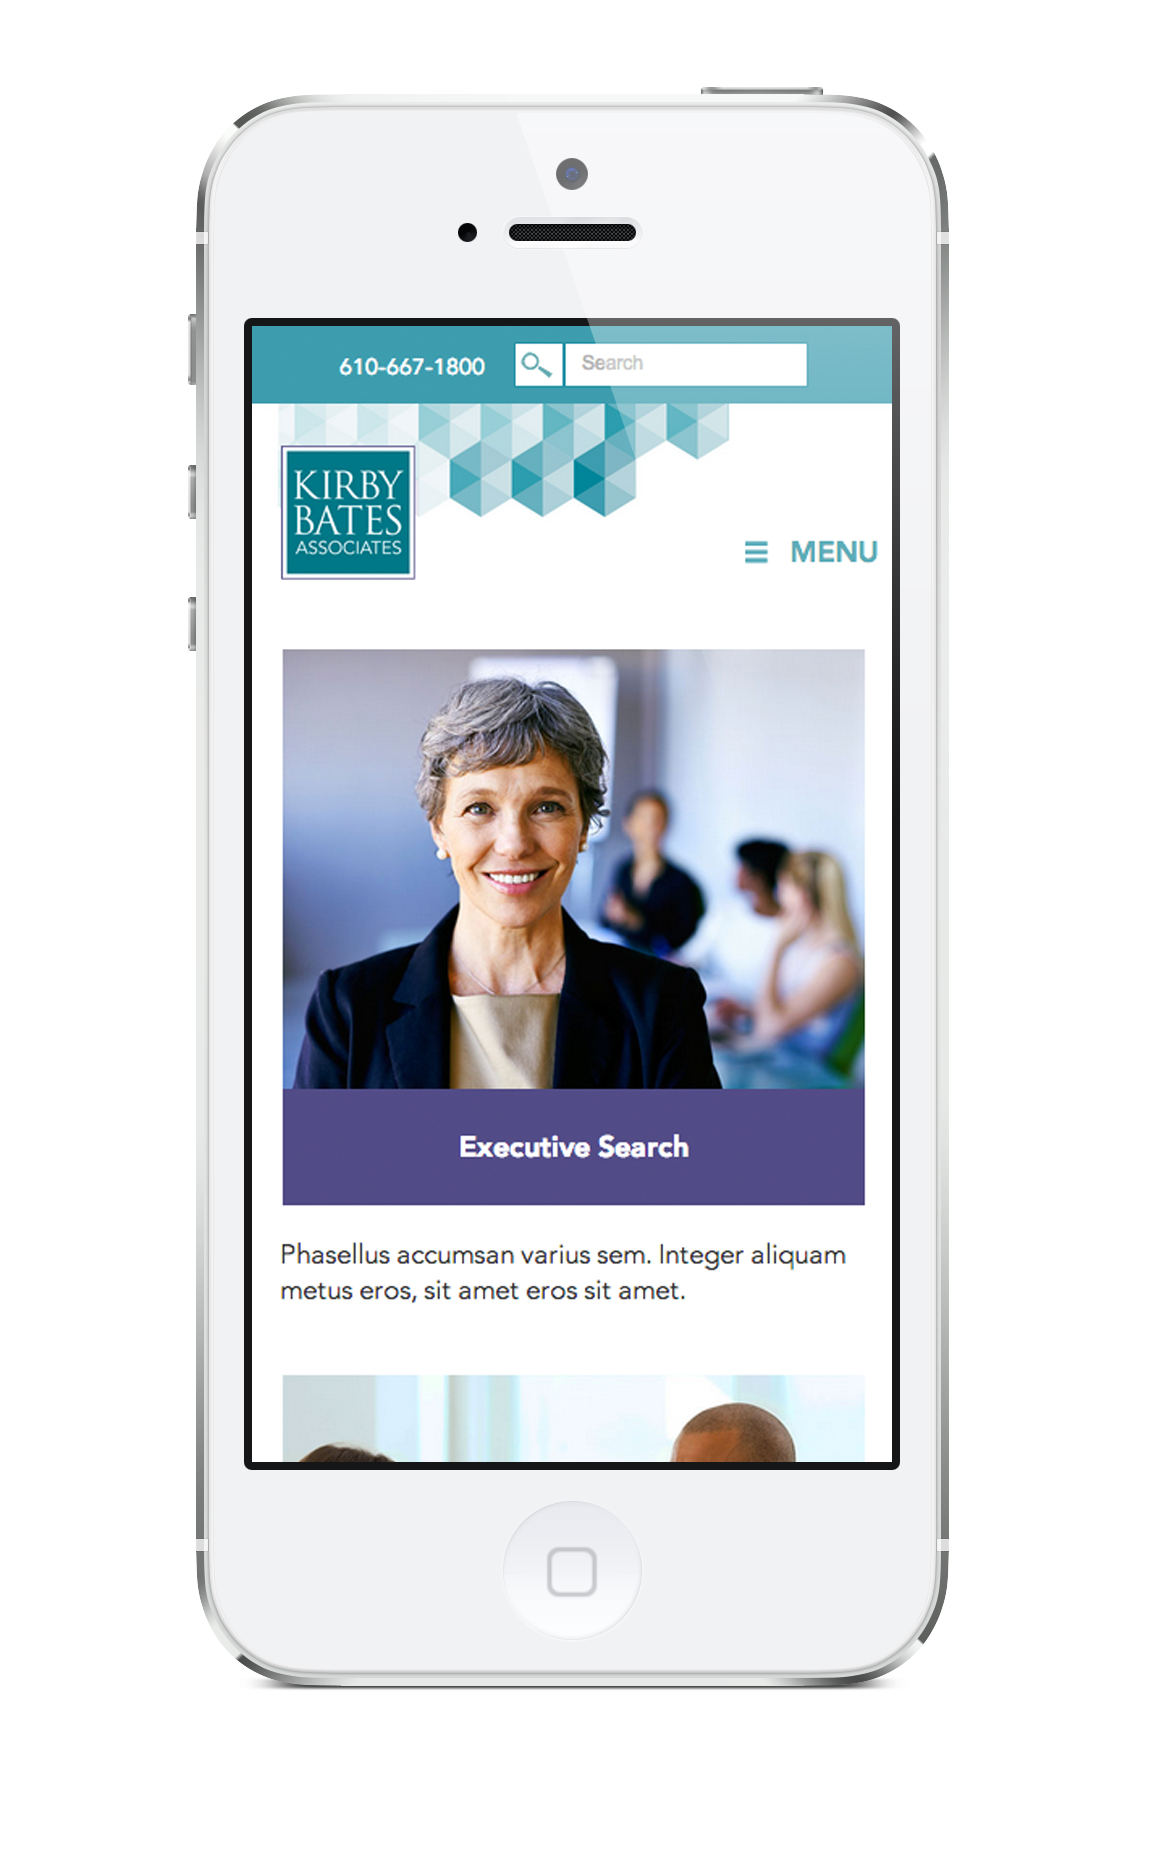 610-667-1800
Search
KIRBY
BATES
ASSOCIATES
MENU
Executive Search
Phasellus accumsan varius sem. Integer aliquam
metus eros, sit amet eros sit amet.